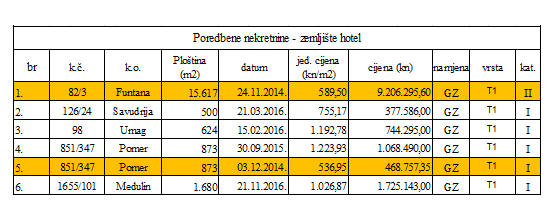 Poredbene nekretnine - zemljište hotel
br k.č. k.o. Ploština (m2) datum jed. cijena (kn/m2) cijena (kn) namjena vrsta kat.
1. 82/3 Funtana 15.617 24.11.2014. 589,50 9.206.295,60 GZ T1 II
2. 126/24 Savudrija 500 21.03.2016. 755,17 377.586,00 GZ T1 I
3. 98 Umag 624 15.02.2016. 1.192,78 744.295,00 GZ T1 I
4. 851/347 Pomer 873 30.09.2015. 1.223,93 1.068.490,00 GZ T1 I
5. 851/347 Pomer 873 03.12.2014. 536,95 468.757,35 GZ T1 I
6. 1655/101 Medulin 1.680 21.11.2016. 1.026,87 1.725.143,00 GZ T1 I